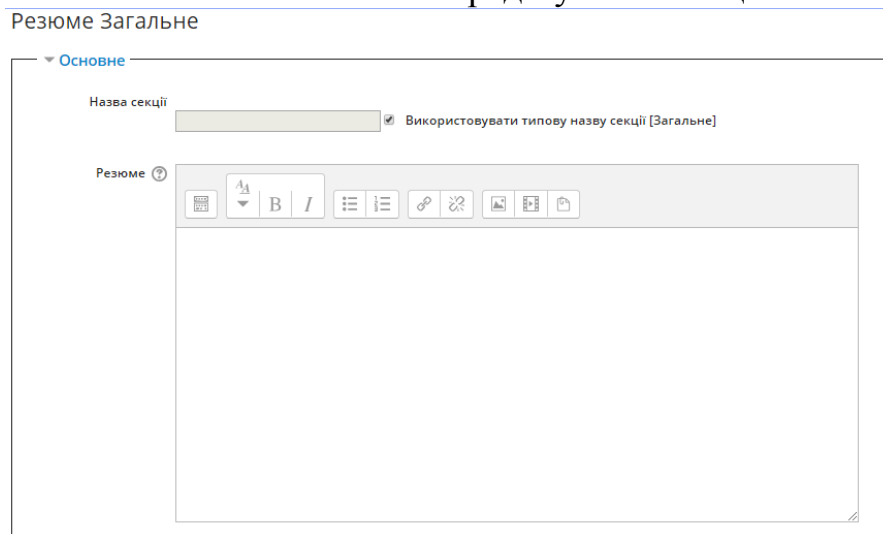 Резюме Загальне
Основне
Назва секції
Використовувати типову назву секції [Загальне]
Резюме
B I